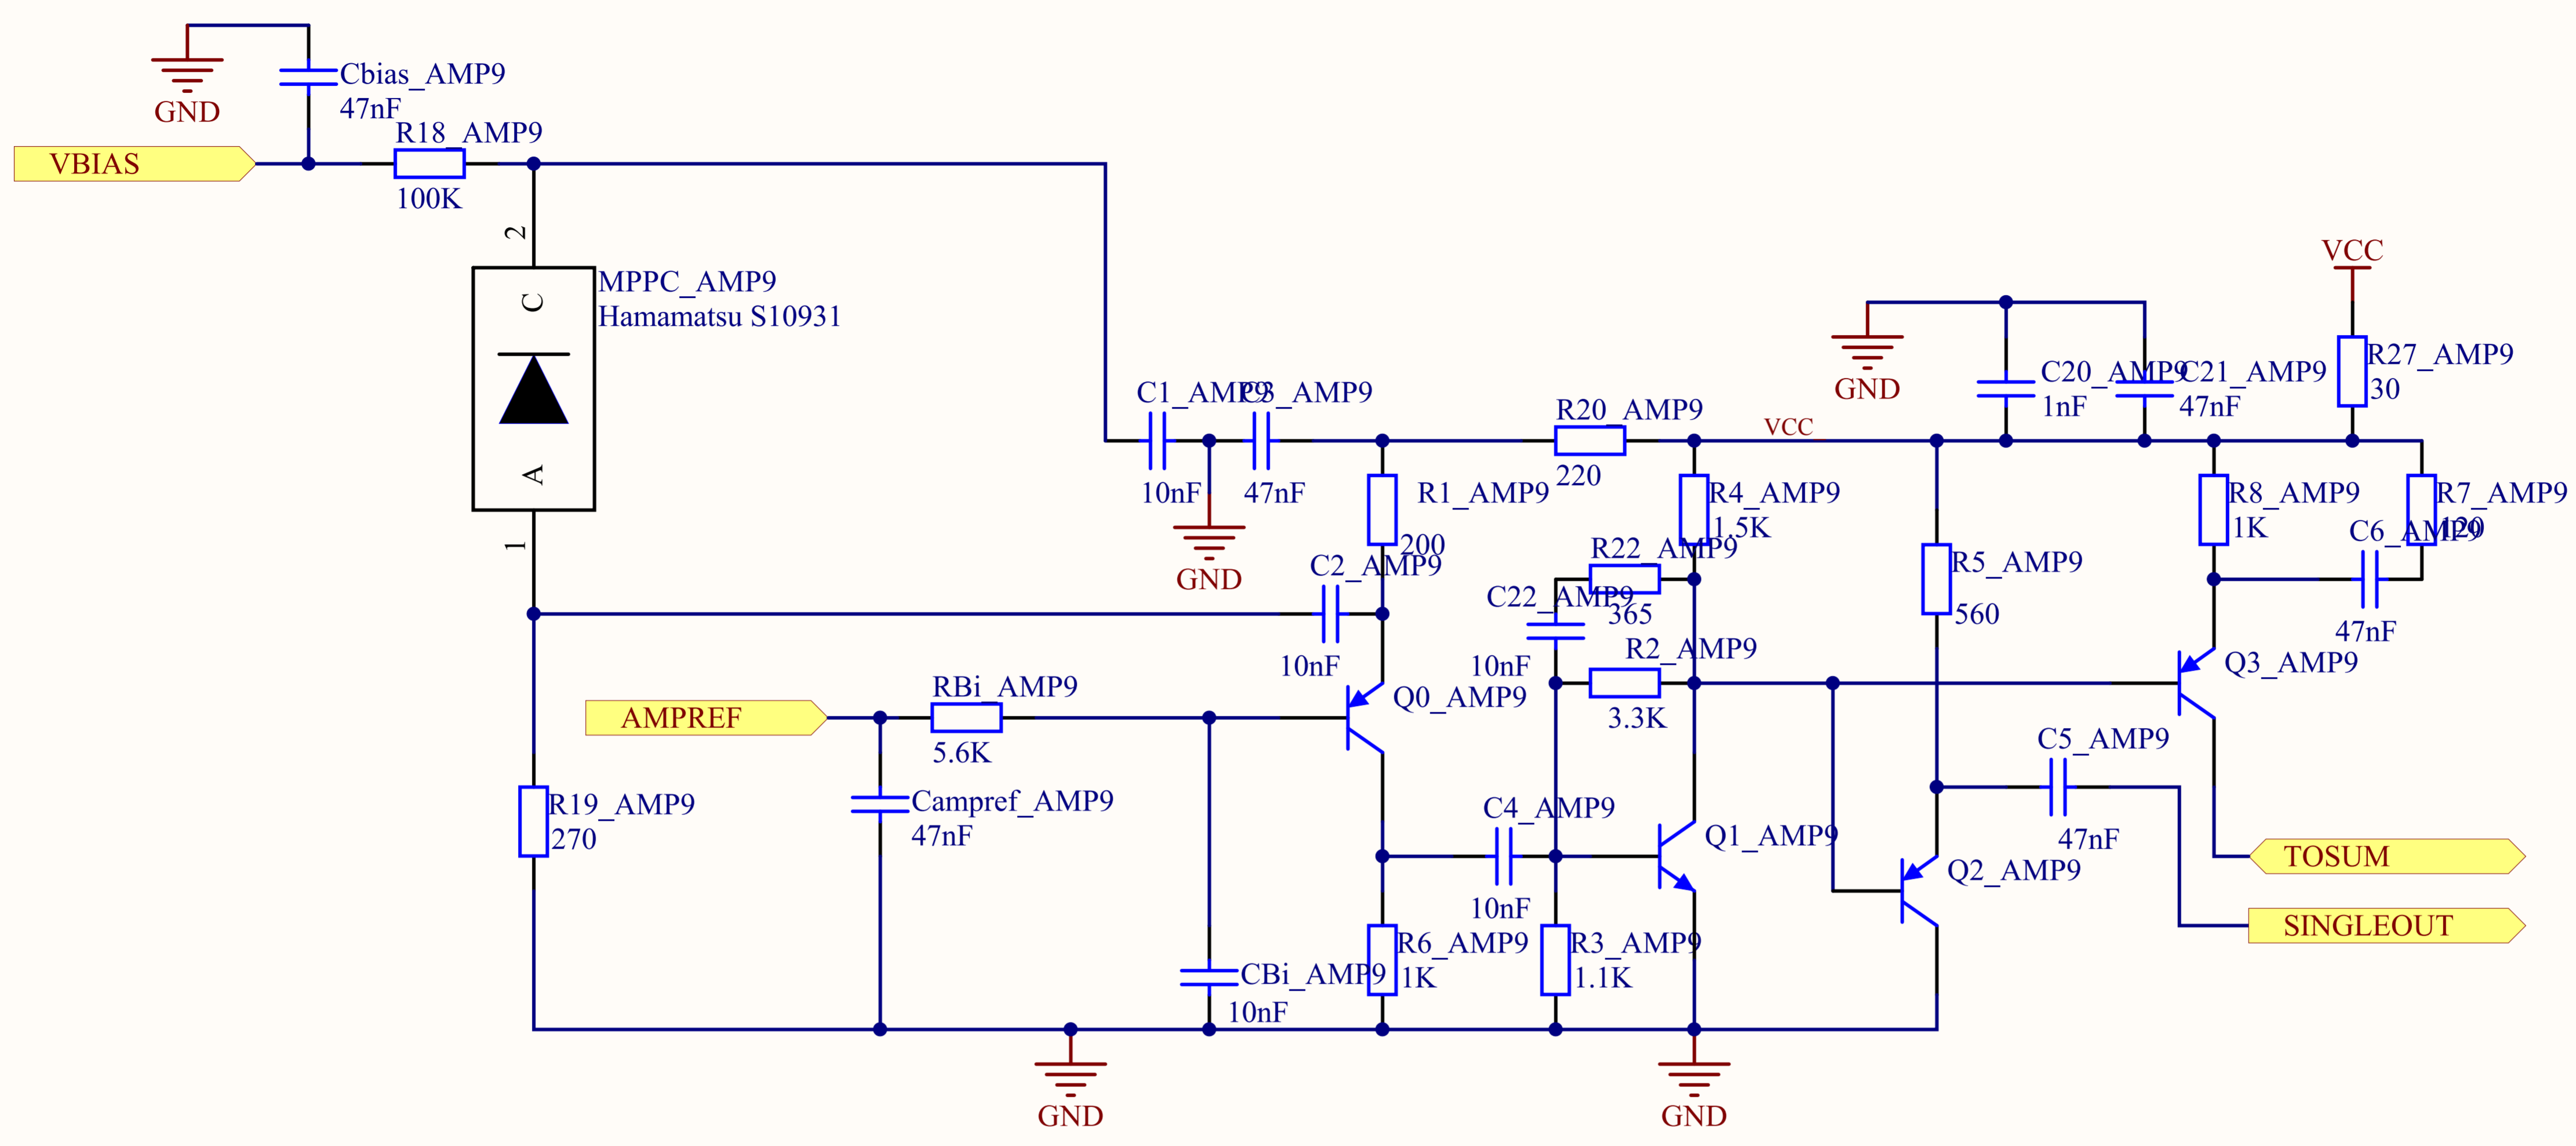 GND
Cbias_AMP9
47nF
VBIAS
R18_AMP9
100K
2
C
A
1
MPPC_AMP9
Hamamatsu S10931
C1_AMP9
10nF
C3_AMP9
47nF
GND
R20_AMP9
220
VCC
GND
C20_AMP9
1nF
C21_AMP9
47nF
VCC
R27_AMP9
30
R1_AMP9
200
C2_AMP9
10nF
R4_AMP9
1.5K
R22_AMP9
365
C22_AMP9
10nF
R2_AMP9
3.3K
R5_AMP9
560
R8_AMP9
1K
R7_AMP9
120
C6_AMP9
47nF
Q3_AMP9
AMPREF
RBi_AMP9
5.6K
Q0_AMP9
R19_AMP9
270
Campref_AMP9
47nF
C4_AMP9
10nF
Q1_AMP9
C5_AMP9
47nF
Q2_AMP9
TOSUM
SINGLEOUT
CBi_AMP9
10nF
R6_AMP9
1K
R3_AMP9
1.1K
GND
GND